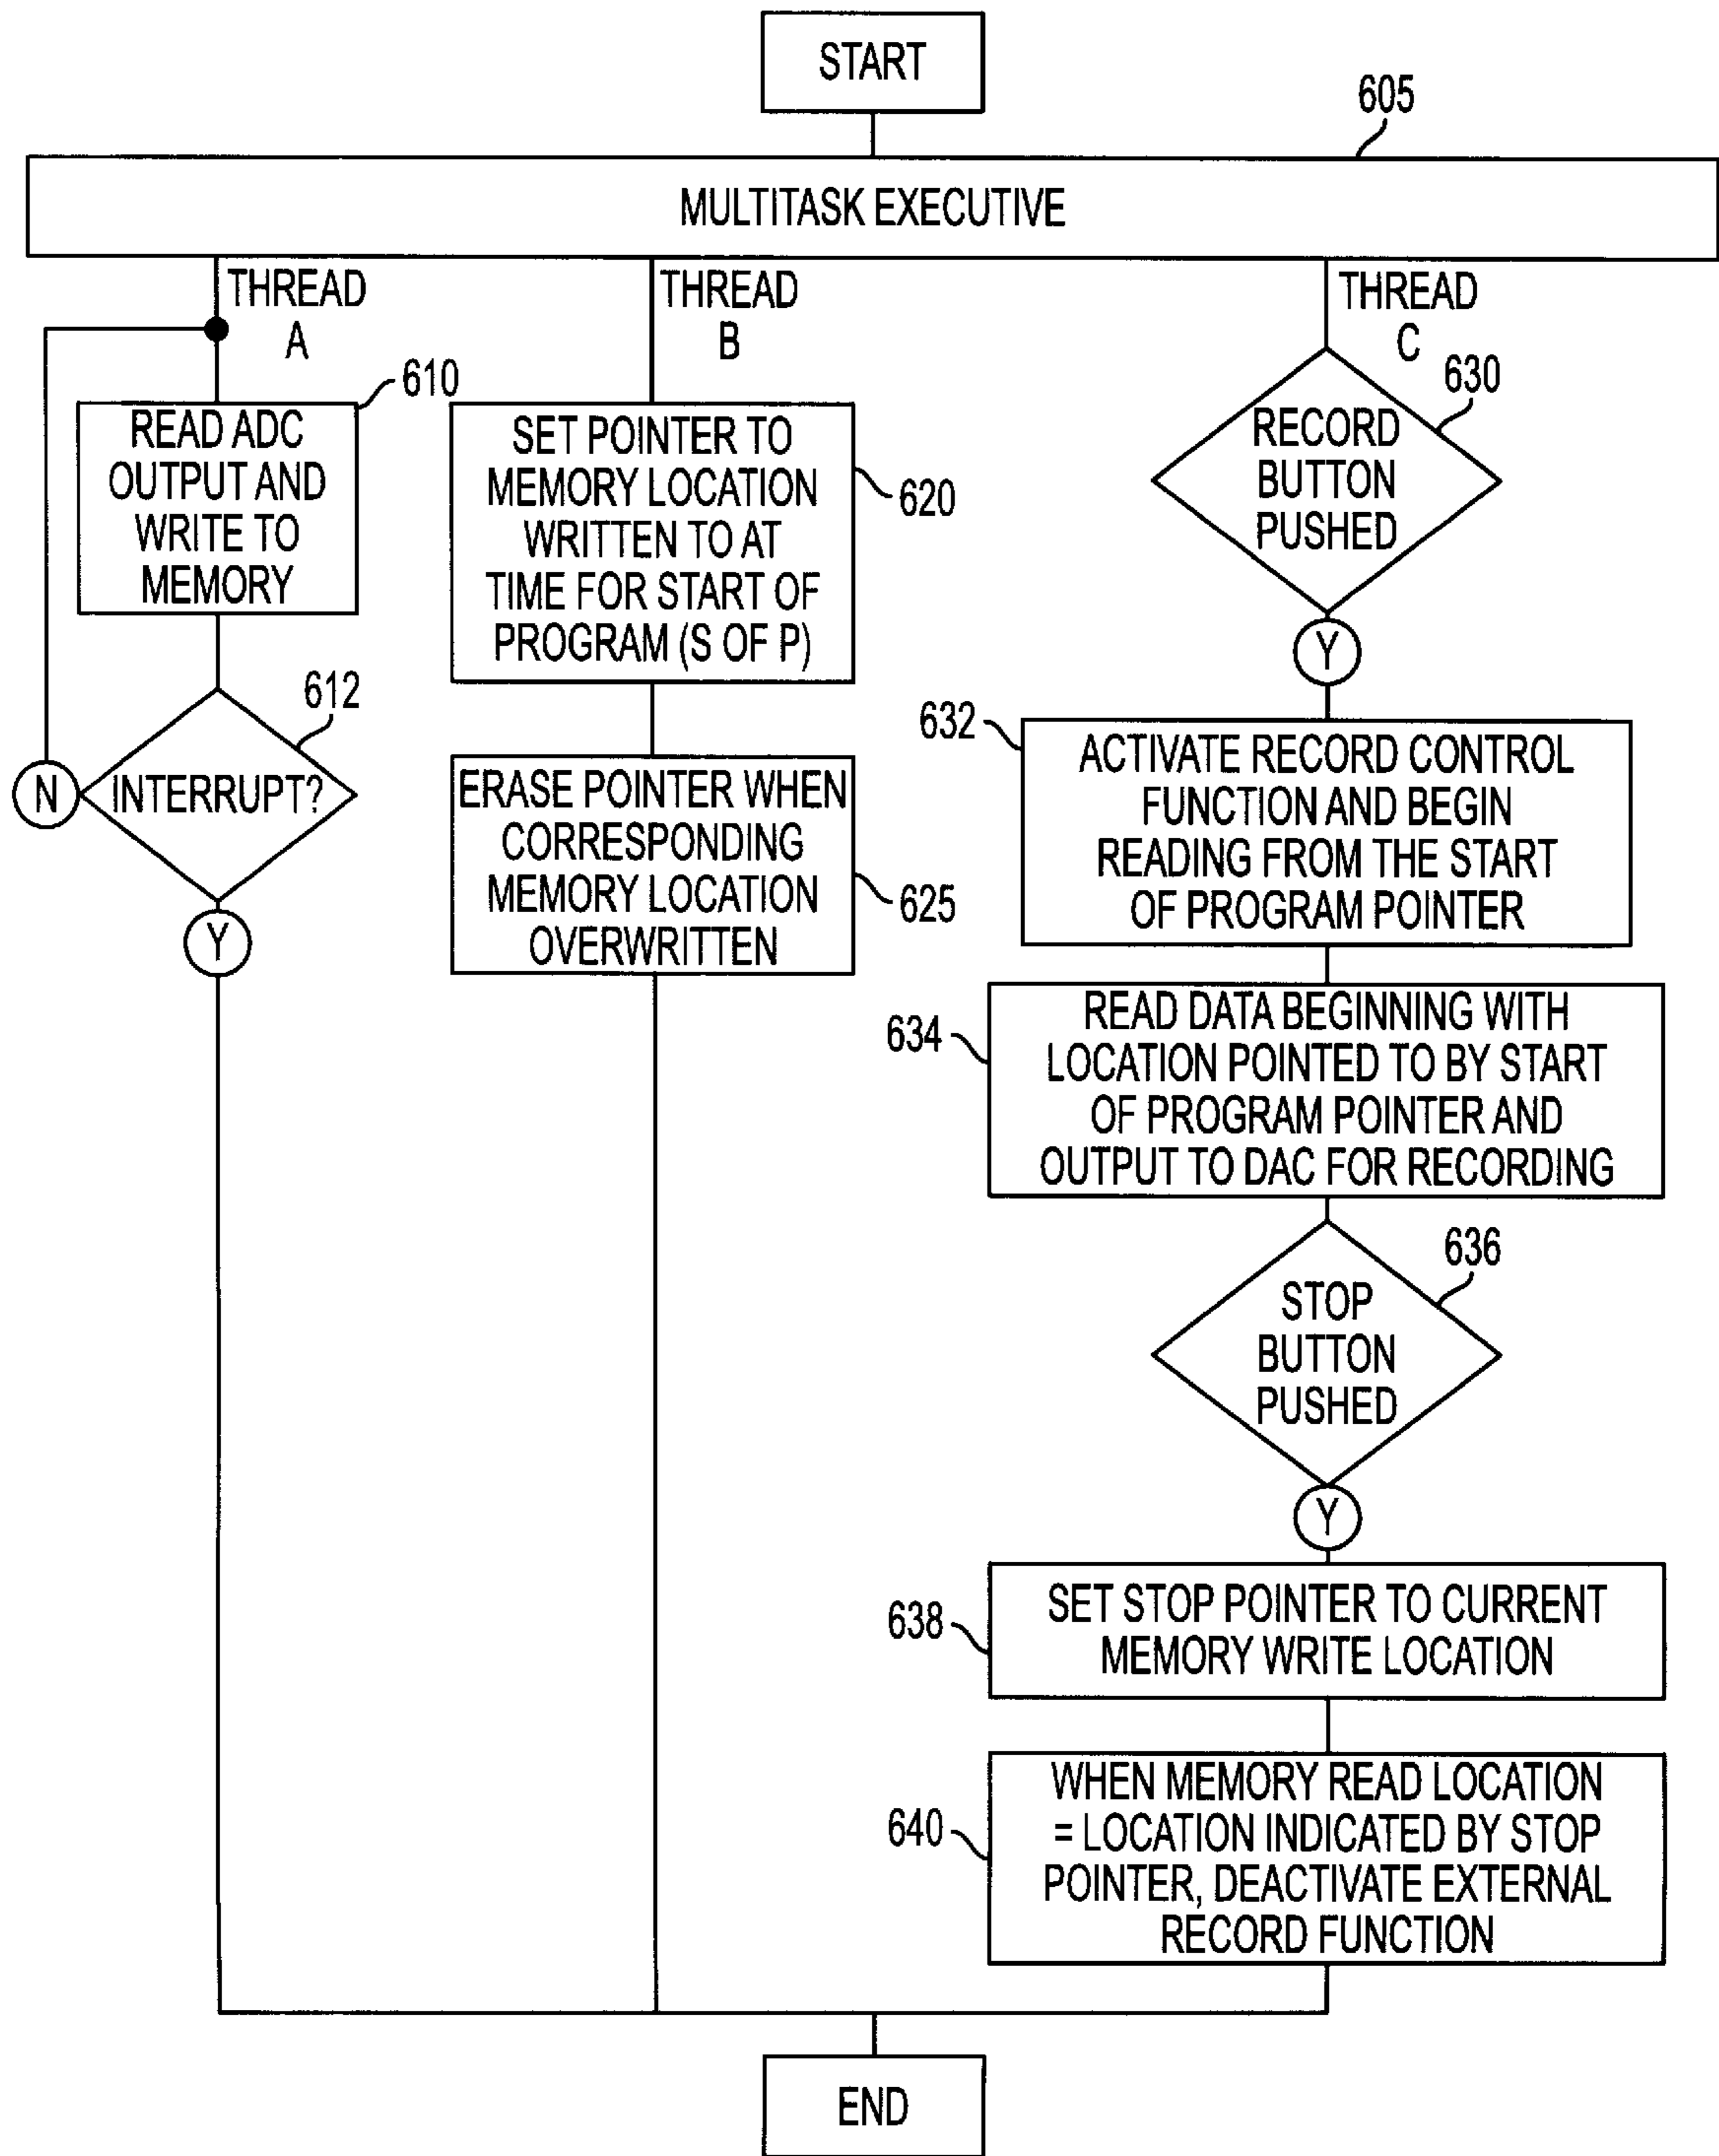 START
605
MULTITASK EXECUTIVE
THREAD
A
THREAD
B
THREAD
C
610
READ ADC
OUTPUT AND
WRITE TO
MEMORY
612
INTERRUPT?
N
Y
SET POINTER TO
MEMORY LOCATION
WRITTEN TO AT
TIME FOR START OF
PROGRAM (S OF P)
620
ERASE POINTER WHEN
CORRESPONDING
MEMORY LOCATION
OVERWRITTEN
625
630
RECORD
BUTTON
PUSHED
Y
632
ACTIVATE RECORD CONTROL
FUNCTION AND BEGIN
READING FROM THE START
OF PROGRAM POINTER
634
READ DATA BEGINNING WITH
LOCATION POINTED TO BY START
OF PROGRAM POINTER AND
OUTPUT TO DAC FOR RECORDING
636
STOP
BUTTON
PUSHED
Y
638
SET STOP POINTER TO CURRENT
MEMORY WRITE LOCATION
640
WHEN MEMORY READ LOCATION
= LOCATION INDICATED BY STOP
POINTER, DEACTIVATE EXTERNAL
RECORD FUNCTION
END